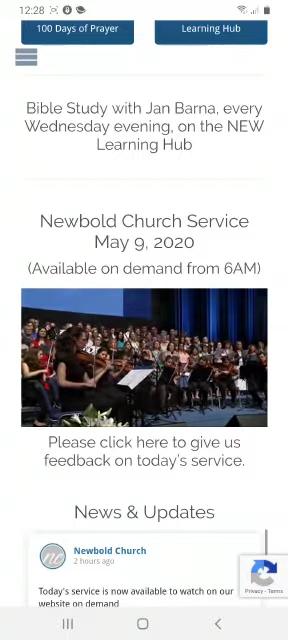 12:28
100 Days of Prayer
Learning Hub
Bible Study with Jan Barna, every
Wednesday evening, on the NEW
Learning Hub
Newbold Church Service
May 9, 2020
(Available on demand from 6AM)
Please click here to give us
feedback on today's service.
News & Updates
nc
Newbold Church
2 hours ago
Today's service is now available to watch on our
website on demand
Privacy - Terms